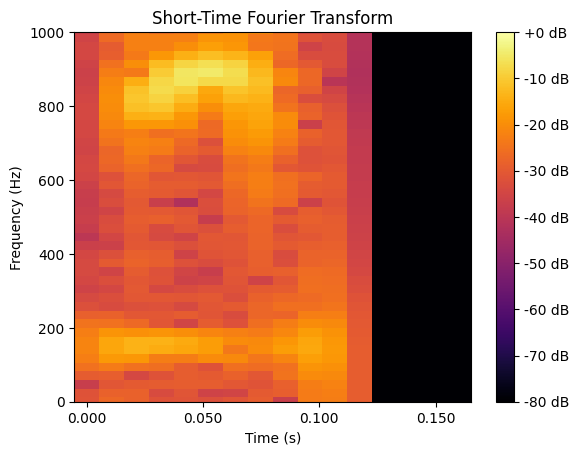 Short-Time Fourier Transform
1000
800
600
400
200
0
Frequency (Hz)
0.000
0.050
0.100
0.150
Time (s)
+0 dB
-10 dB
-20 dB
-30 dB
-40 dB
-50 dB
-60 dB
-70 dB
-80 dB